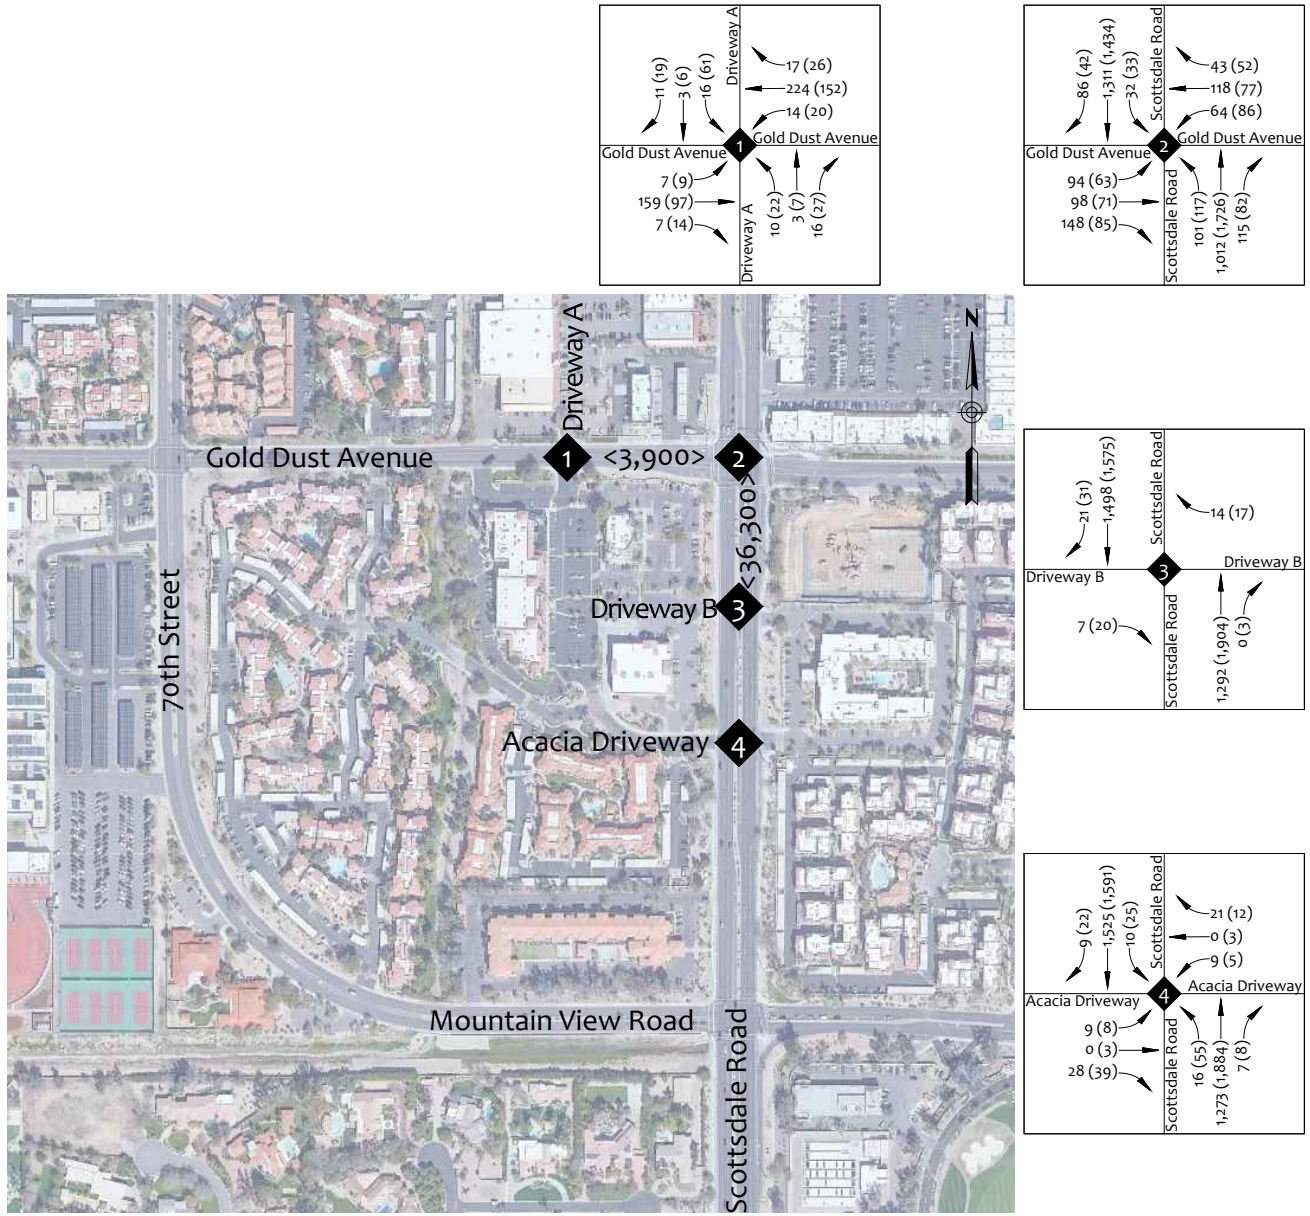 Driveway A
11 (19)
3 (6)
16 (61)
17 (26)
224 (152)
14 (20)
Gold Dust Avenue
1
Gold Dust Avenue
7 (9)
159 (97)
7 (14)
10 (22)
3 (7)
16 (27)
Driveway A
Scottsdale Road
86 (42)
1,311 (1,434)
32 (33)
43 (52)
118 (77)
64 (86)
Gold Dust Avenue
2
Gold Dust Avenue
94 (63)
98 (71)
148 (85)
101 (117)
1,012 (1,726)
115 (82)
Scottsdale Road
N
Driveway A
Gold Dust Avenue
1
<3,900>
2
<36,300>
Driveway B
3
70th Street
Acacia Driveway
4
Mountain View Road
Scottsdale Road
Scottsdale Road
21 (31)
1,498 (1,575)
14 (17)
Driveway B
3
Driveway B
7 (20)
1,292 (1,904)
0 (3)
Scottsdale Road
Scottsdale Road
9 (22)
1,525 (1,591)
10 (25)
21 (12)
0 (3)
9 (5)
Acacia Driveway
4
Acacia Driveway
9 (8)
0 (3)
28 (39)
16 (55)
1,273 (1,884)
7 (8)
Scottsdale Road